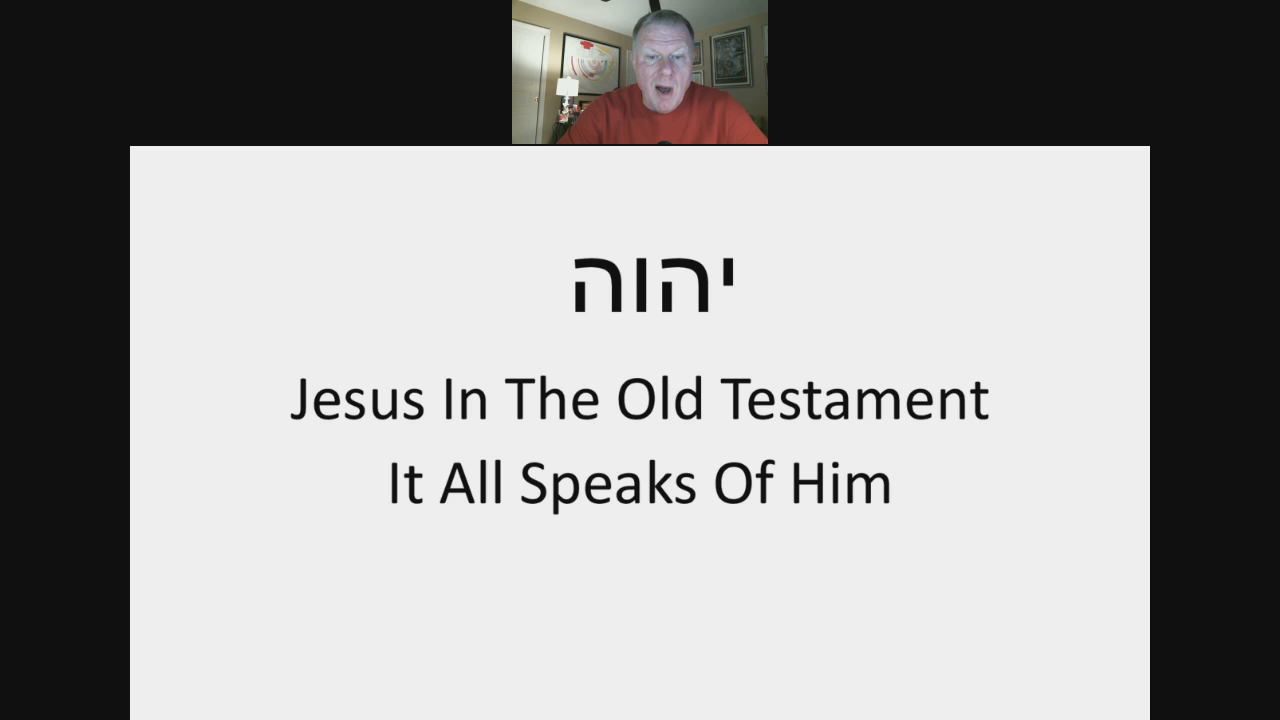 יהוה
Jesus In The Old Testament
It All Speaks Of Him